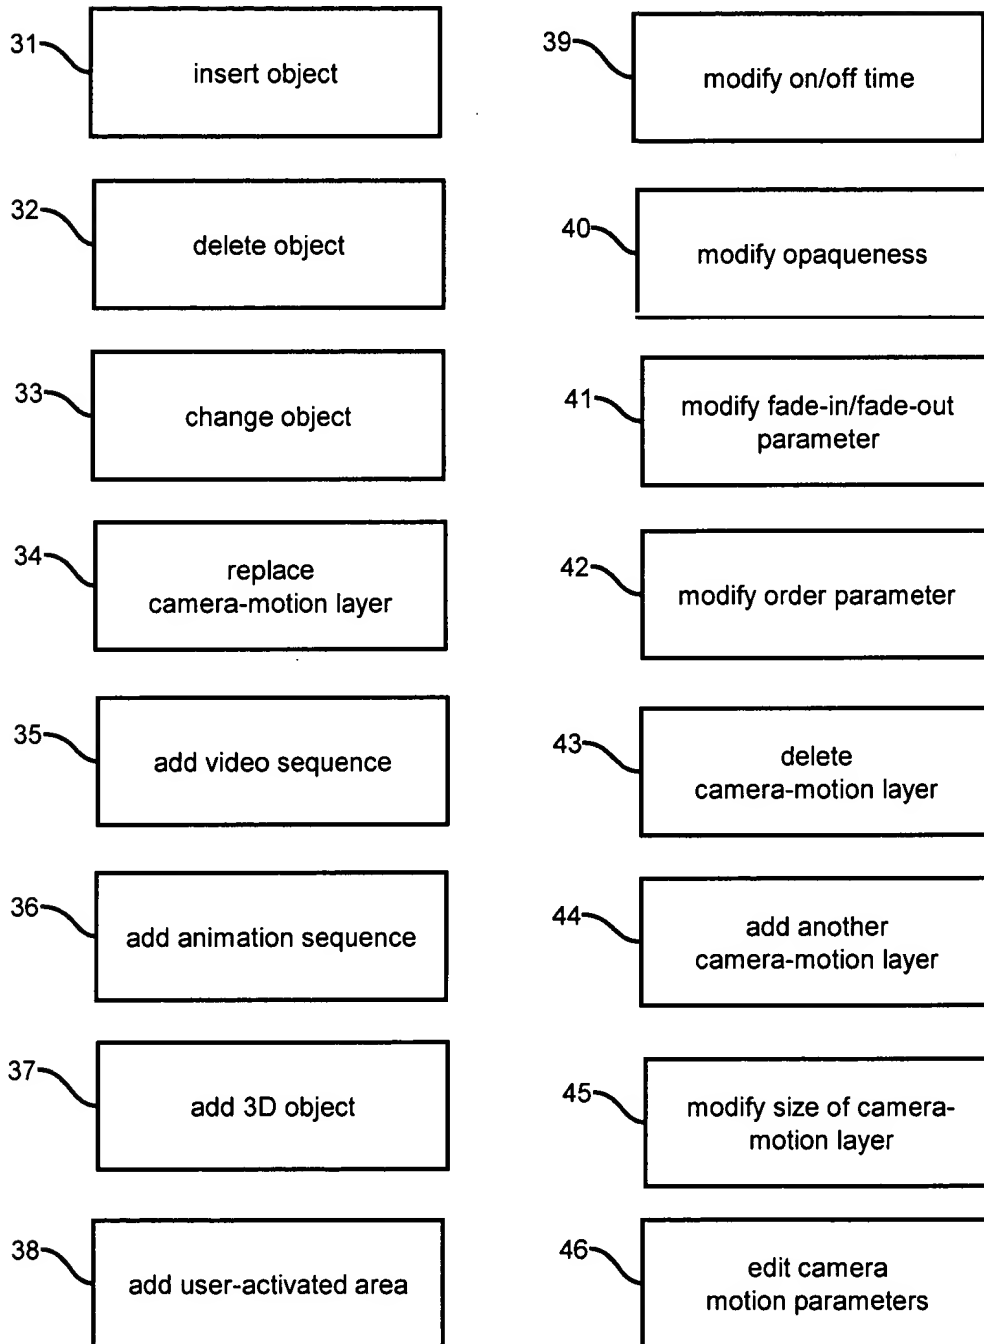 31
insert object
32
delete object
33
change object
34
replace
camera-motion layer
35
add video sequence
36
add animation sequence
37
add 3D object
38
add user-activated area
39
modify on/off time
40
modify opaqueness
41
modify fade-in/fade-out
parameter
42
modify order parameter
43
delete
camera-motion layer
44
add another
camera-motion layer
45
modify size of camera-
motion layer
46
edit camera
motion parameters